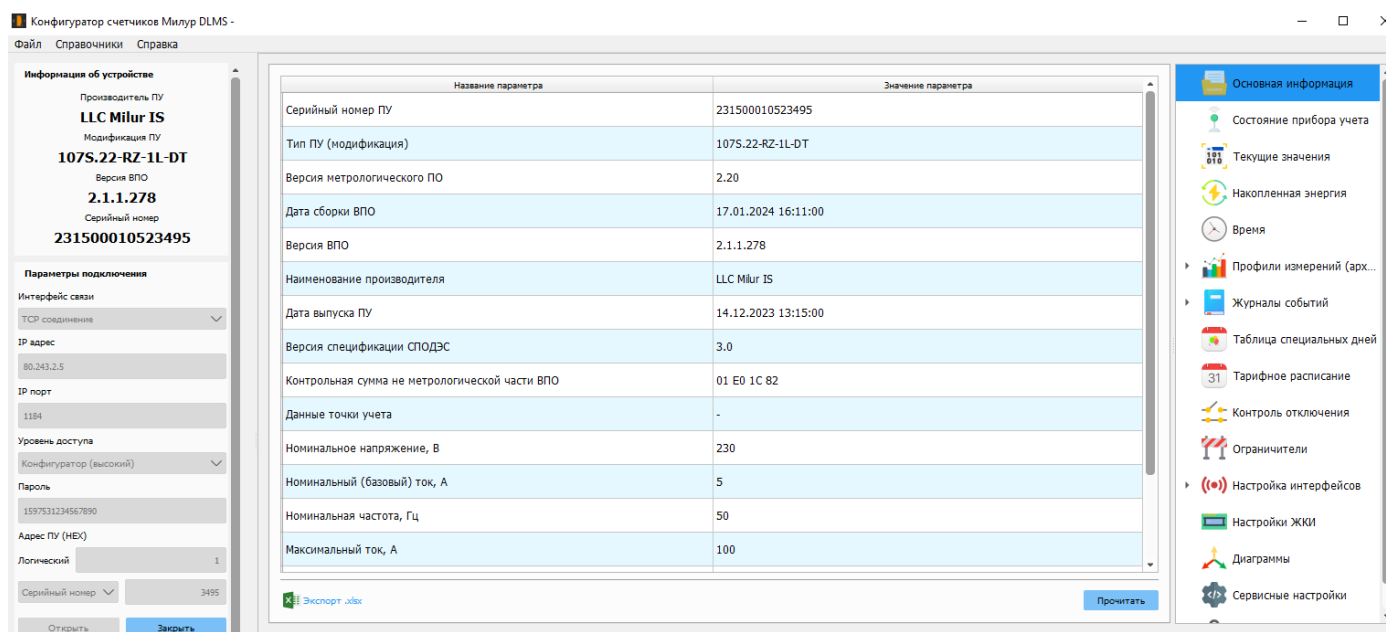 Конфигуратор счетчиков Милур DLMS -
Файл Справочники Справка
Информация об устройстве
Производитель ПУ
LLC Milur IS
Модификация ПУ
107S.22-RZ-1L-DT
Версия ВПО
2.1.1.278
Серийный номер
231500010523495
Параметры подключения
Интерфейс связи
TCP соединение
IP адрес
80.243.2.5
IP порт
1184
Уровень доступа
Конфигуратор (высокий)
Пароль
1597531234567890
Адрес ПУ (HEX)
Логический 1
Серийный номер 3495
Открыть Закрыть
Название параметра Значение параметра
Серийный номер ПУ 231500010523495
Тип ПУ (модификация) 107S.22-RZ-1L-DT
Версия метрологического ПО 2.20
Дата сборки ВПО 17.01.2024 16:11:00
Версия ВПО 2.1.1.278
Наименование производителя LLC Milur IS
Дата выпуска ПУ 14.12.2023 13:15:00
Версия спецификации СПОДЭС 3.0
Контрольная сумма не метрологической части ВПО 01 E0 1C 82
Данные точки учета -
Номинальное напряжение, В 230
Номинальный (базовый) ток, А 5
Номинальная частота, Гц 50
Максимальный ток, А 100
Экспорт .xlsx Прочитать
Основная информация
Состояние прибора учета
101
010
Текущие значения
Накопленная энергия
Время
Профили измерений (арх...
Журналы событий
Таблица специальных дней
31 Тарифное расписание
Контроль отключения
Ограничители
Настройка интерфейсов
Настройки ЖКИ
Диаграммы
Сервисные настройки